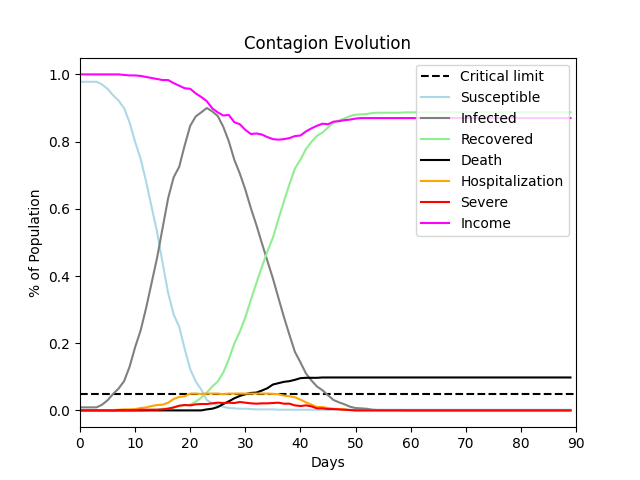 Contagion Evolution
1.0
0.8
0.6
0.4
0.2
0.0
% of Population
0 10 20 30 40 50 60 70 80 90
Days
Critical limit
Susceptible
Infected
Recovered
Death
Hospitalization
Severe
Income